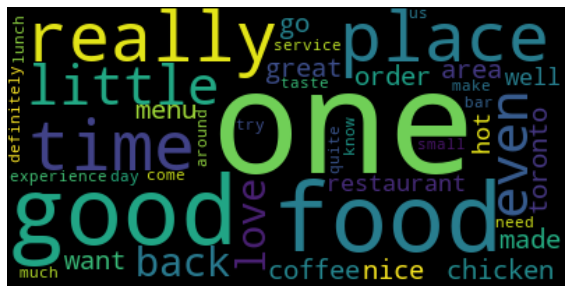 really
place
us
go
service
lunch
little
great
taste
order
area
make
well
menu
bar
definitely
one
time
around
try
quite
know
small
hot
even
toronto
experience
day
come
love
restaurant
good
food
need
made
want
back
much
coffee
nice
chicken